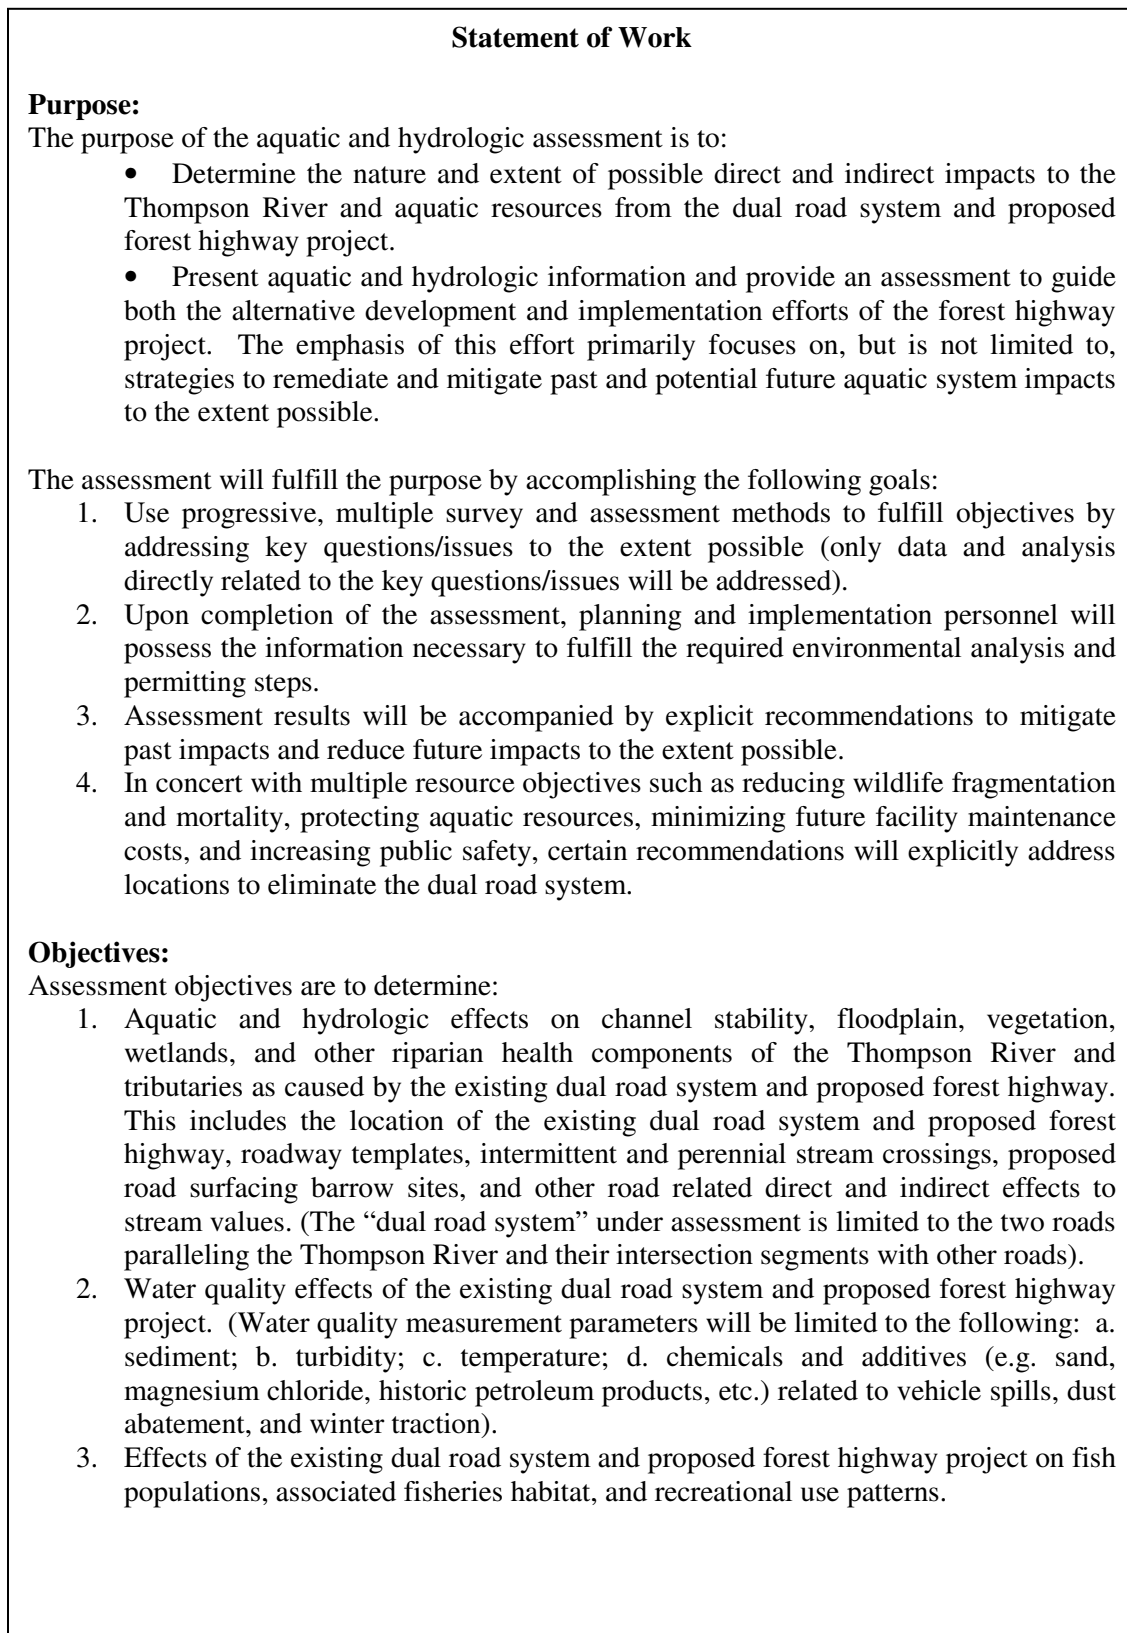 Statement of Work
Purpose:
The purpose of the aquatic and hydrologic assessment is to:
• Determine the nature and extent of possible direct and indirect impacts to the
Thompson River and aquatic resources from the dual road system and proposed
forest highway project.
• Present aquatic and hydrologic information and provide an assessment to guide
both the alternative development and implementation efforts of the forest highway
project. The emphasis of this effort primarily focuses on, but is not limited to,
strategies to remediate and mitigate past and potential future aquatic system impacts
to the extent possible.
The assessment will fulfill the purpose by accomplishing the following goals:
1. Use progressive, multiple survey and assessment methods to fulfill objectives by
addressing key questions/issues to the extent possible (only data and analysis
directly related to the key questions/issues will be addressed).
2. Upon completion of the assessment, planning and implementation personnel will
possess the information necessary to fulfill the required environmental analysis and
permitting steps.
3. Assessment results will be accompanied by explicit recommendations to mitigate
past impacts and reduce future impacts to the extent possible.
4. In concert with multiple resource objectives such as reducing wildlife fragmentation
and mortality, protecting aquatic resources, minimizing future facility maintenance
costs, and increasing public safety, certain recommendations will explicitly address
locations to eliminate the dual road system.
Objectives:
Assessment objectives are to determine:
1. Aquatic and hydrologic effects on channel stability, floodplain, vegetation,
wetlands, and other riparian health components of the Thompson River and
tributaries as caused by the existing dual road system and proposed forest highway.
This includes the location of the existing dual road system and proposed forest
highway, roadway templates, intermittent and perennial stream crossings, proposed
road surfacing barrow sites, and other road related direct and indirect effects to
stream values. (The “dual road system” under assessment is limited to the two roads
paralleling the Thompson River and their intersection segments with other roads).
2. Water quality effects of the existing dual road system and proposed forest highway
project. (Water quality measurement parameters will be limited to the following: a.
sediment; b. turbidity; c. temperature; d. chemicals and additives (e.g. sand,
magnesium chloride, historic petroleum products, etc.) related to vehicle spills, dust
abatement, and winter traction).
3. Effects of the existing dual road system and proposed forest highway project on fish
populations, associated fisheries habitat, and recreational use patterns.